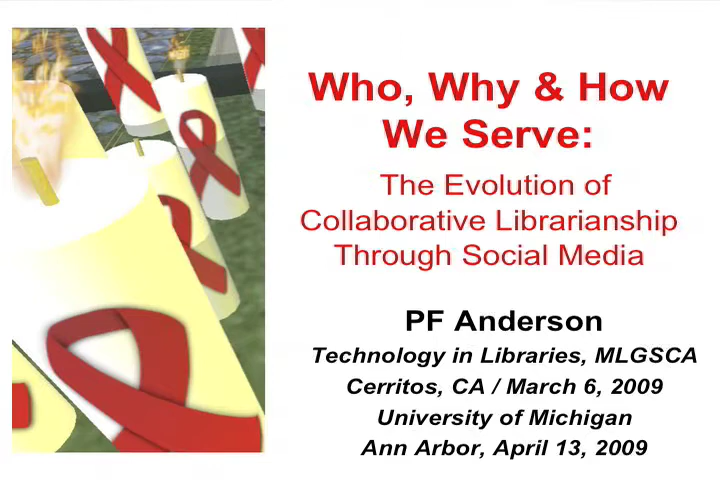 Who, Why & How
We Serve:
The Evolution of
Collaborative Librarianship
Through Social Media
PF Anderson
Technology in Libraries, MLGSCA
Cerritos, CA / March 6, 2009
University of Michigan
Ann Arbor, April 13, 2009